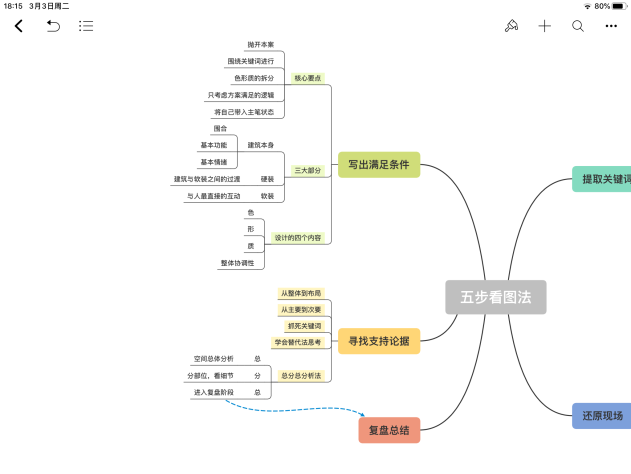 18:15 3月3日周二
80%
抛开本案
围绕关键词进行
色形质的拆分
只考虑方案满足的逻辑
将自己带入主笔状态
核心要点
围合
基本功能
基本情绪
建筑本身
建筑与软装之间的过渡
硬装
与人最直接的互动
软装
三大部分
色
形
质
整体协调性
设计的四个内容
写出满足条件
提取关键词
五步看图法
从整体到布局
从主要到次要
抓死关键词
学会替代法思考
空间总体分析
总
分部位，看细节
分
进入复盘阶段
总
总分总分析法
寻找支持论据
复盘总结
还原现场